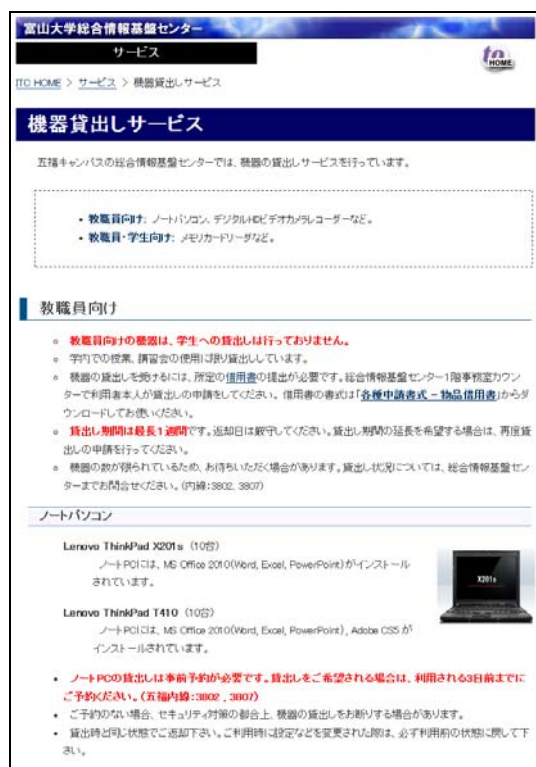 富山大学総合情報基盤センター
サービス
HOME
ITC HOME > サービス > 機器貸出しサービス
機器貸出しサービス
五福キャンパスの総合情報基盤センターでは、機器の貸出しサービスを行っています。
• 教職員向け: ノートパソコン、デジタルHDビデオカメラレコーダーなど。
• 教職員・学生向け: メモリカードリーダなど。
教職員向け
教職員向けの機器は、学生への貸出しは行っておりません。
学内での授業、講習会の使用に限り貸出ししています。
機器の貸出しを受けるには、所定の借用書の提出が必要です。総合情報基盤センター1階事務室カウン
ターで利用者本人が貸出しの申請をしてください。借用書の書式は「各種申請書式 - 物品借用書」からダ
ウンロードしてお使いください。
貸出し期間は最長1週間です。返却日は厳守してください。貸出し期間の延長を希望する場合は、再度貸
出しの申請を行ってください。
機器の数が限られているため、お待ちいただく場合があります。貸出し状況については、総合情報基盤セン
ターまでお問合せください。(内線:3802, 3807)
ノートパソコン
Lenovo ThinkPad X201s (10台)
ノートPCには、MS Office 2010(Word, Excel, PowerPoint)がインストール
されています。
X201s
Lenovo ThinkPad T410 (10台)
ノートPCには、MS Office 2010(Word, Excel, PowerPoint), Adobe CS5 が
インストールされています。
• ノートPCの貸出しは事前予約が必要です。貸出しをご希望される場合は、利用される3日前までに
ご予約ください。(五福内線:3802 , 3807)
• ご予約のない場合、セキュリティ対策の都合上、機器の貸出しをお断りする場合があります。
• 貸出時と同じ状態でご返却下さい。ご利用時に設定などを変更された際は、必ず利用前の状態に戻して下
さい。